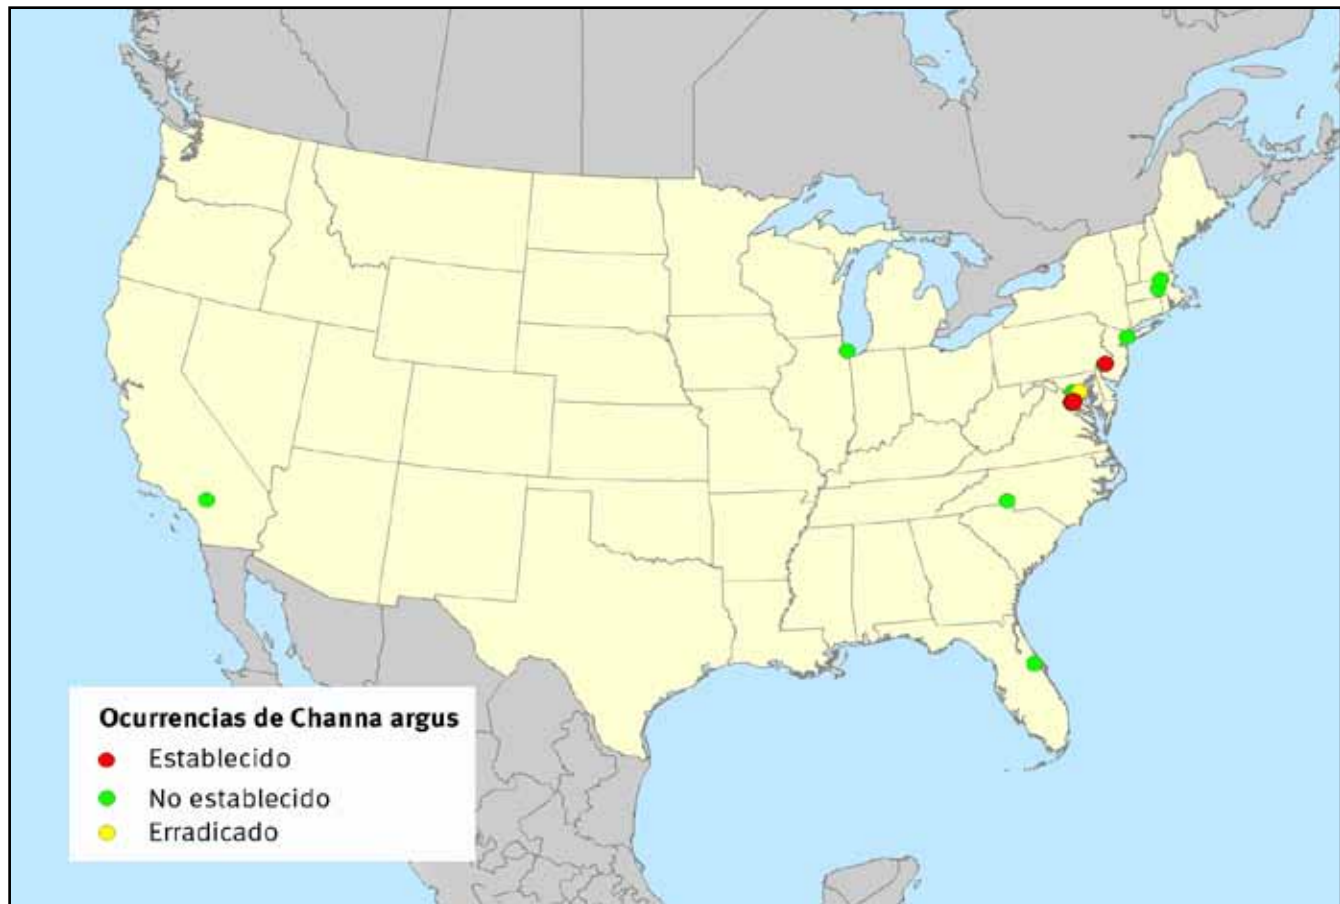 Ocurrencias de Channa argus
Establecido
No establecido
Erradicado